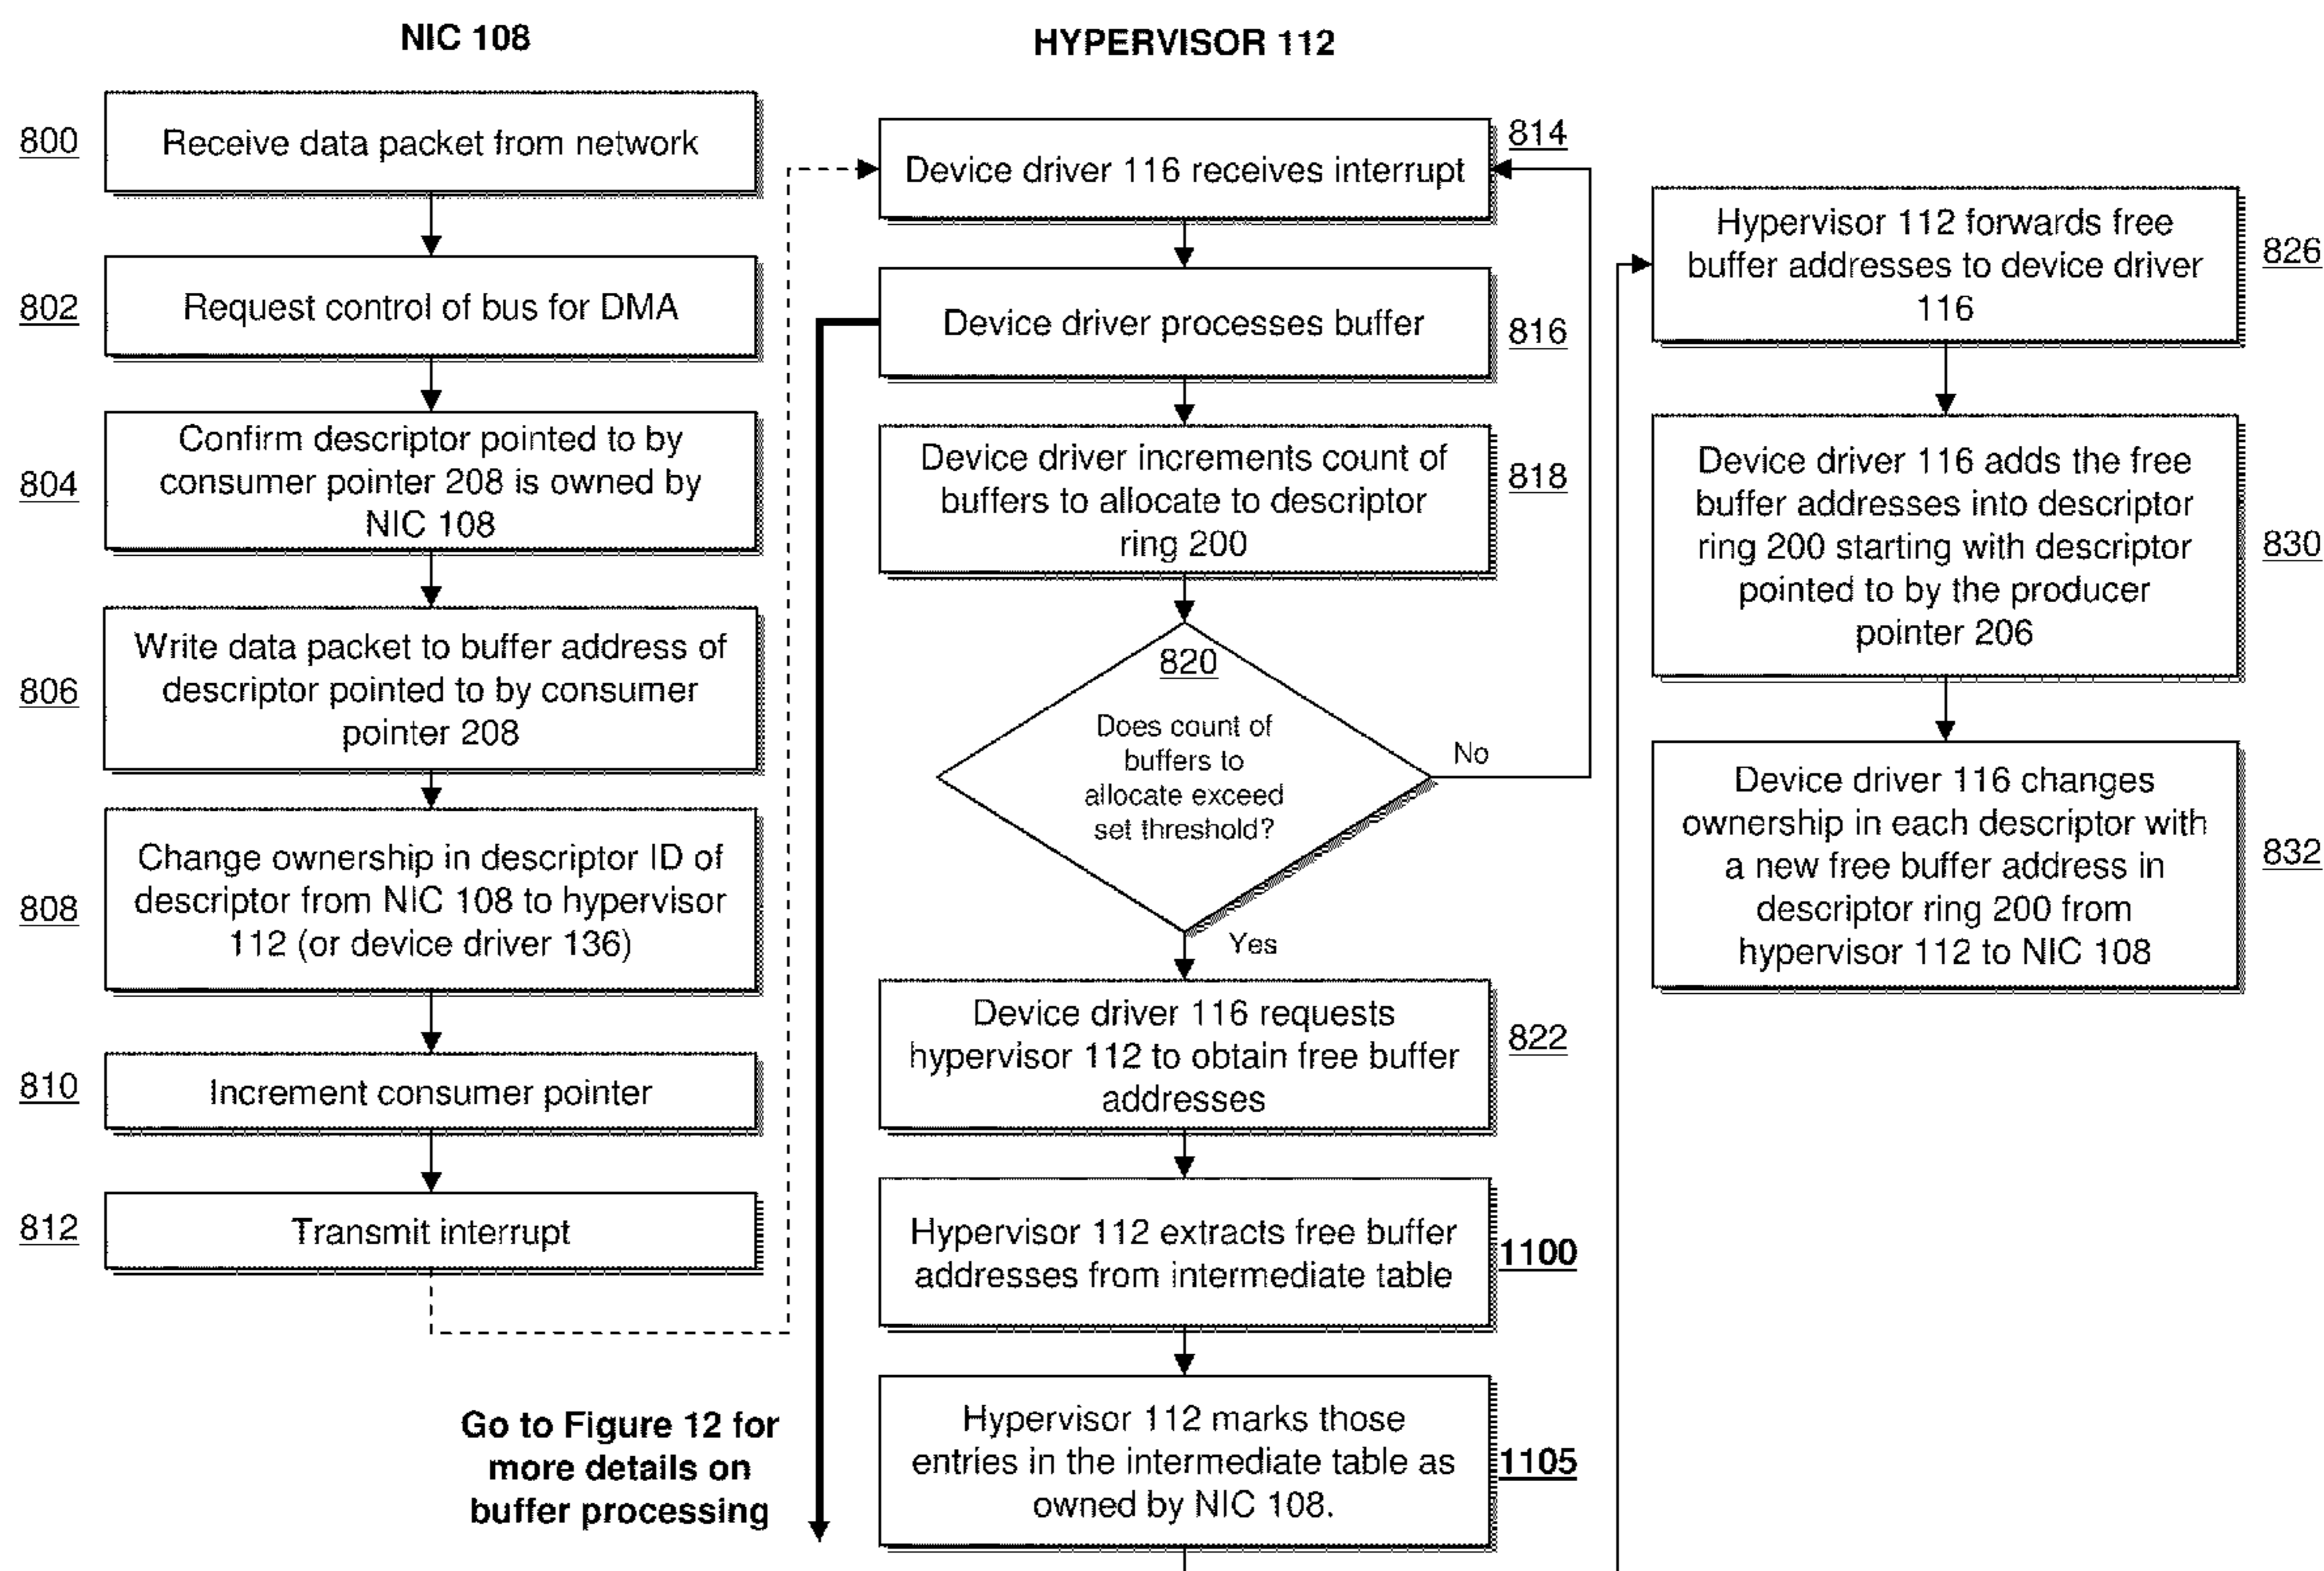 NIC 108
800
Receive data packet from network
802
Request control of bus for DMA
804
Confirm descriptor pointed to by
consumer pointer 208 is owned by
NIC 108
806
Write data packet to buffer address of
descriptor pointed to by consumer
pointer 208
808
Change ownership in descriptor ID of
descriptor from NIC 108 to hypervisor
112 (or device driver 136)
810
Increment consumer pointer
812
Transmit interrupt
Go to Figure 12 for
more details on
buffer processing
HYPERVISOR 112
Device driver 116 receives interrupt
814
Device driver processes buffer
816
Device driver increments count of
buffers to allocate to descriptor
ring 200
818
820
Does count of
buffers to
allocate exceed
set threshold?
No
Yes
Device driver 116 requests
hypervisor 112 to obtain free buffer
addresses
822
Hypervisor 112 extracts free buffer
addresses from intermediate table
1100
Hypervisor 112 marks those
entries in the intermediate table as
owned by NIC 108.
1105
Hypervisor 112 forwards free
buffer addresses to device driver
116
826
Device driver 116 adds the free
buffer addresses into descriptor
ring 200 starting with descriptor
pointed to by the producer
pointer 206
830
Device driver 116 changes
ownership in each descriptor with
a new free buffer address in
descriptor ring 200 from
hypervisor 112 to NIC 108
832